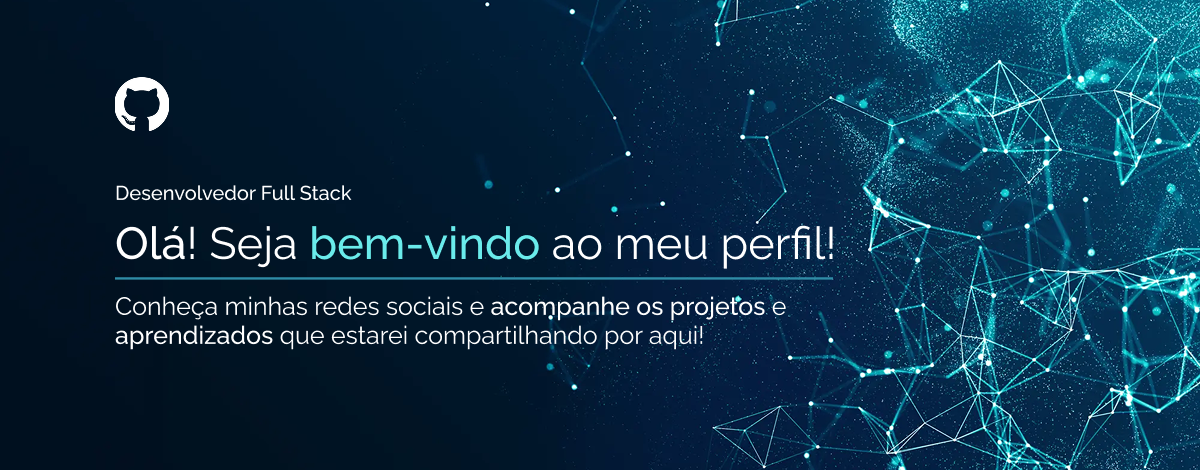 Desenvolvedor Full Stack
Olá! Seja bem-vindo ao meu perfil!
Conheça minhas redes sociais e acompanhe os projetos e
aprendizados que estarei compartilhando por aqui!